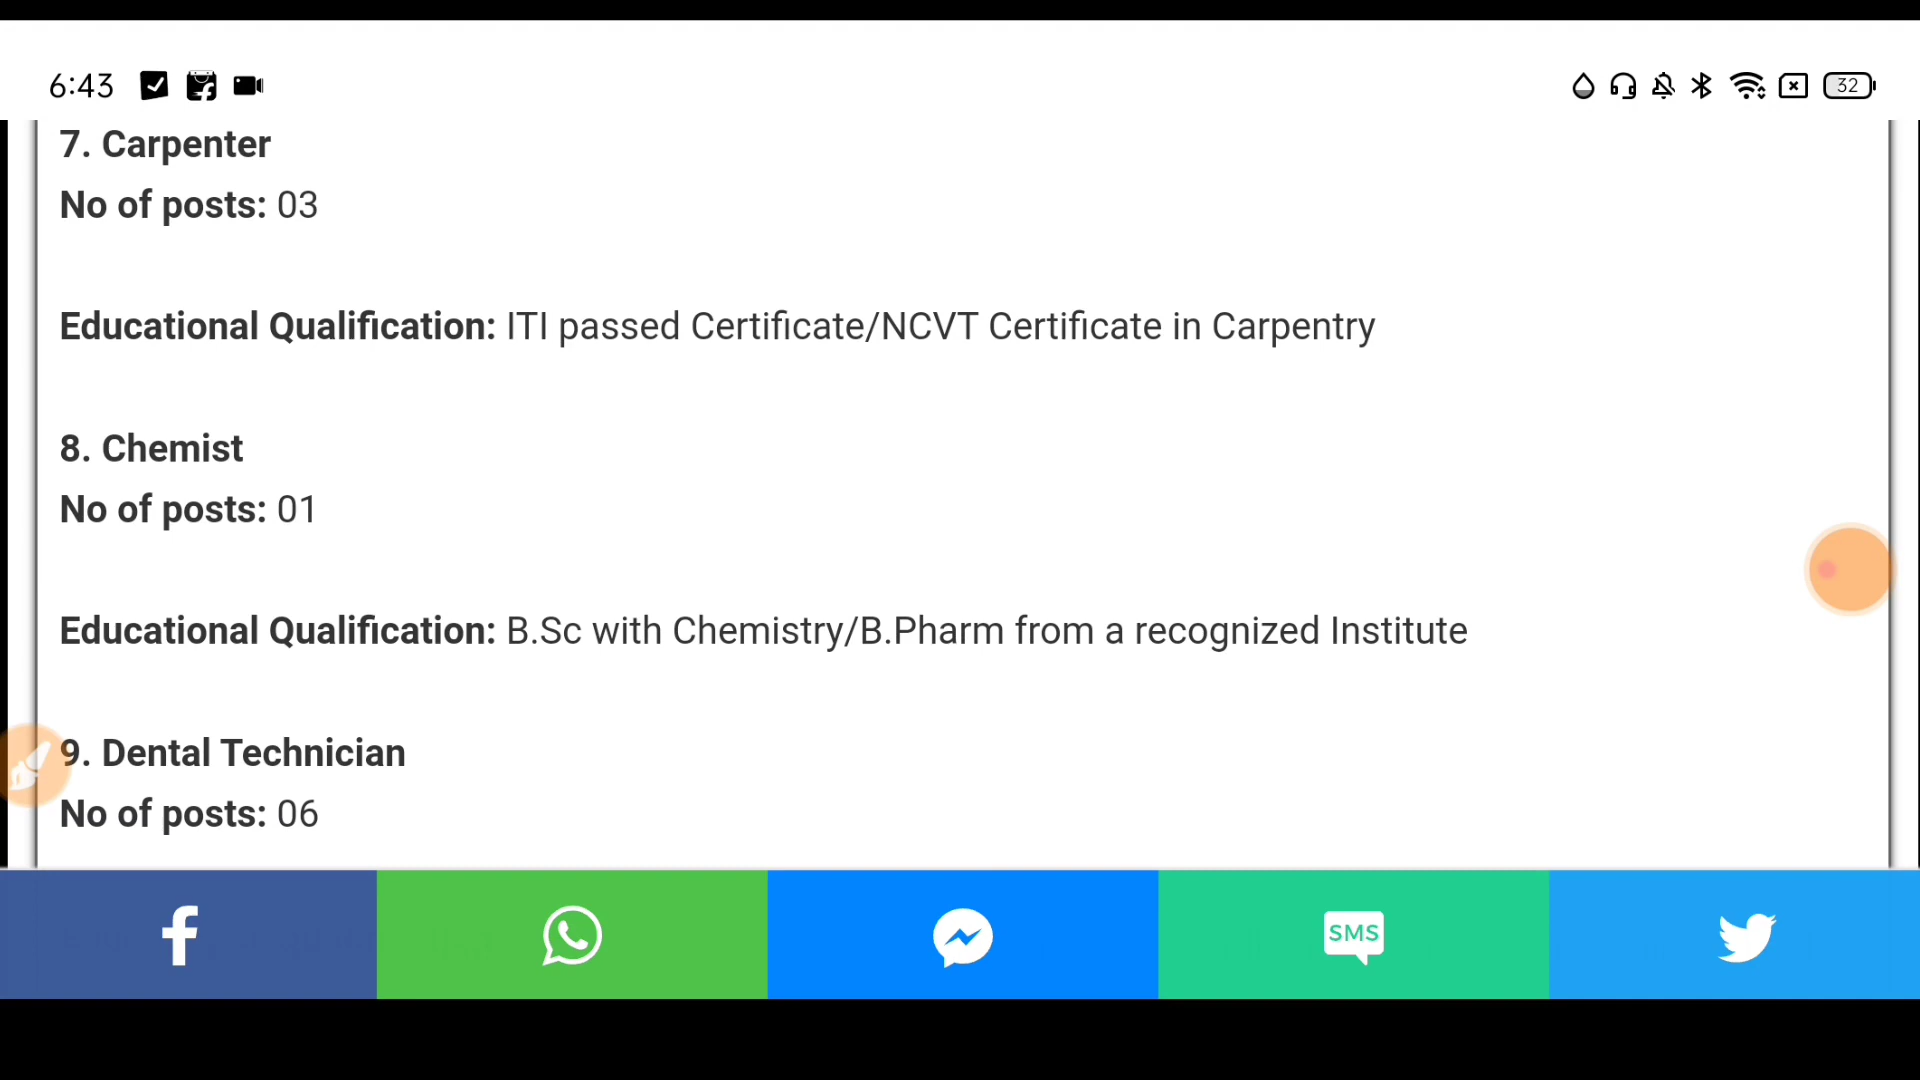 6:43
32
7. Carpenter
No of posts: 03
Educational Qualification: ITI passed Certificate/NCVT Certificate in Carpentry
8. Chemist
No of posts: 01
Educational Qualification: B.Sc with Chemistry/B.Pharm from a recognized Institute
9. Dental Technician
No of posts: 06
SMS